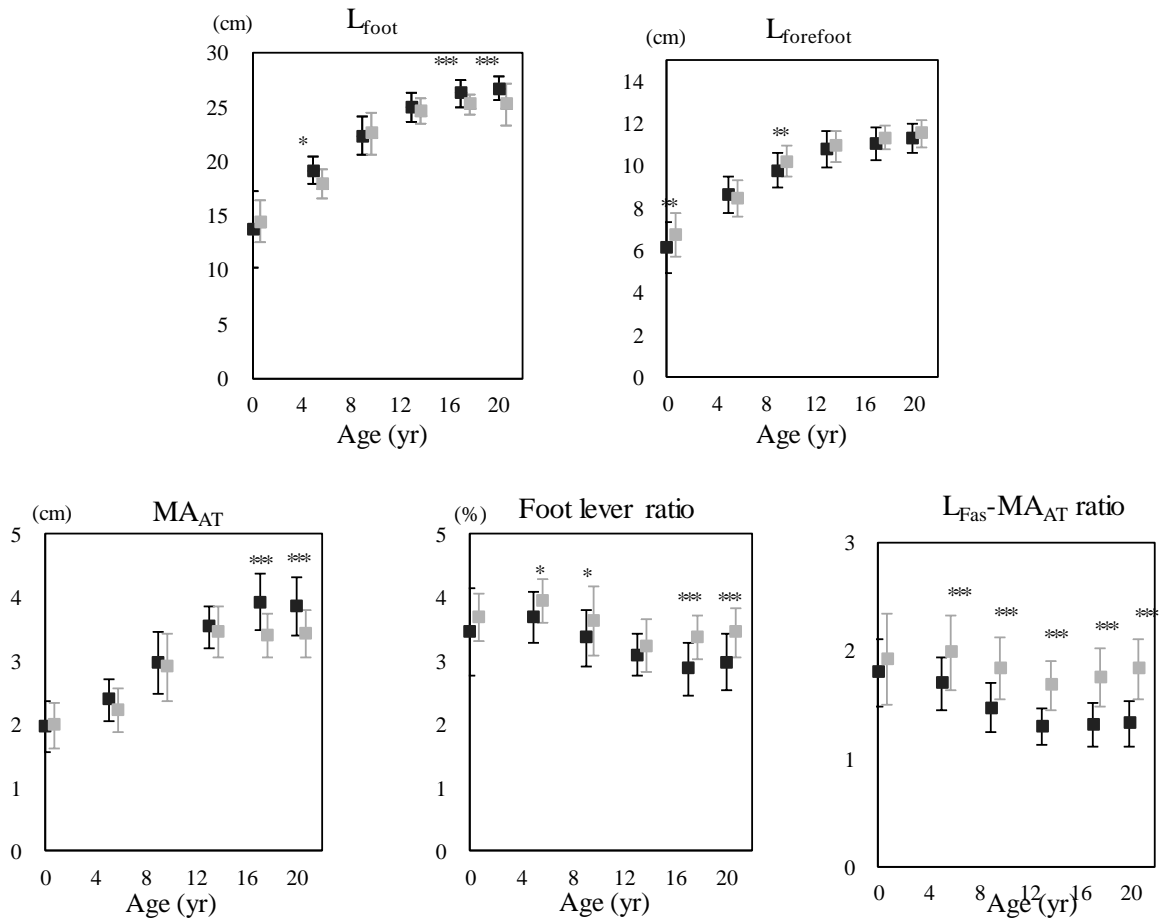 (cm)
L_foot
30
25
20
15
10
5
0
*
***
***
0 4 8 12 16 20
Age (yr)
(cm)
L_forefoot
14
12
10
8
6
4
2
0
**
**
0 4 8 12 16 20
Age (yr)
(cm)
MA_AT
5
4
3
2
1
0
***
***
0 4 8 12 16 20
Age (yr)
(%)
Foot lever ratio
5
4
3
2
1
0
*
*
***
***
0 4 8 12 16 20
Age (yr)
L_Fas-MA_AT ratio
3
2
1
0
***
***
***
***
***
0 4 8 12 16 20
Age (yr)